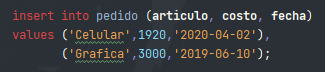 insert into pedido (articulo, costo, fecha)
values ('Celular',1920,'2020-04-02'),
('Grafica',3000,'2019-06-10');